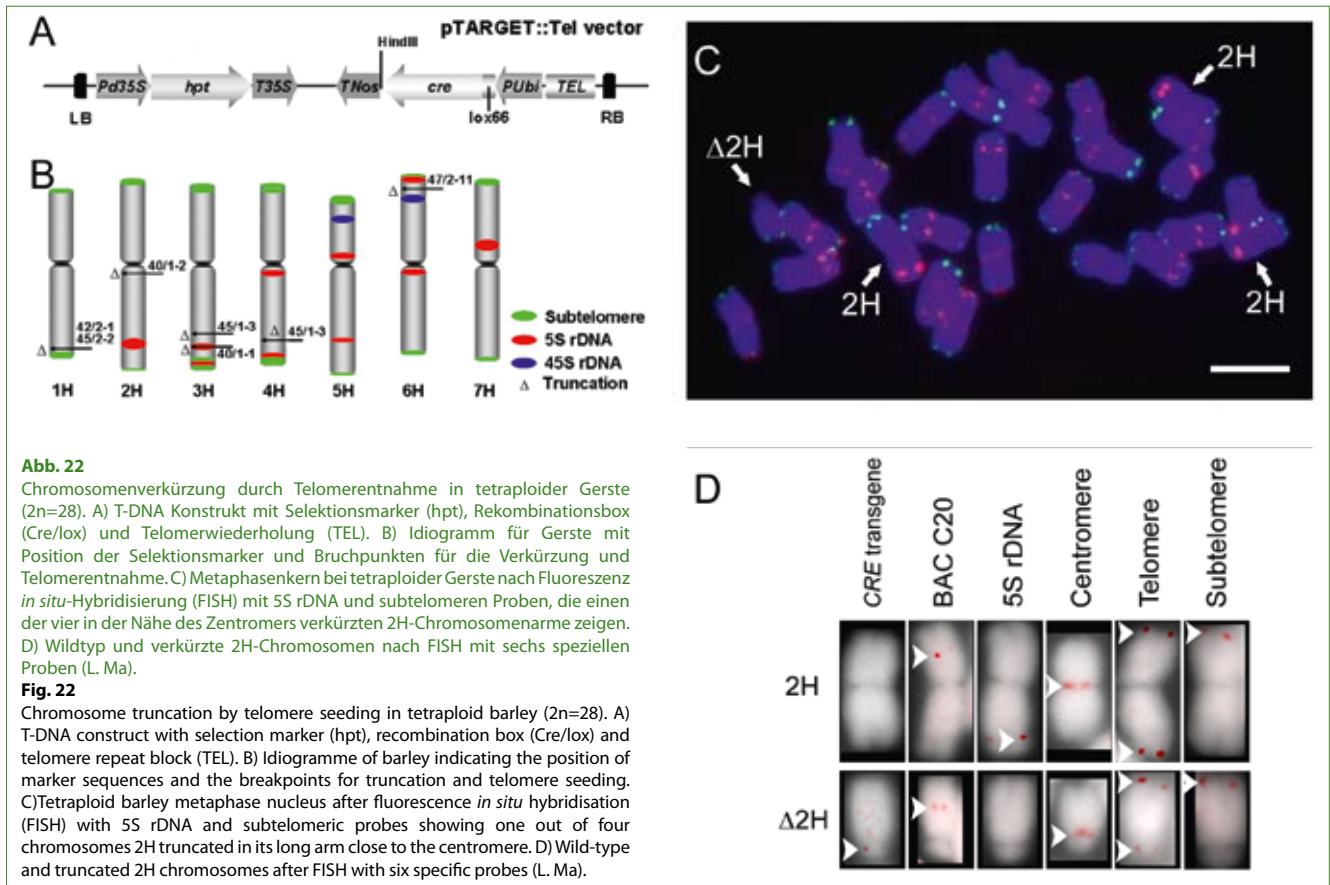 A
pTARGET::Tel vector
HindIII
Pd35S hpt T35S TNos cre PUbi TEL
LB lox66 RB
B
47/2-11
Δ
40/1-2
Δ
42/2-1
45/2-2
Δ
45/1-3
Δ
Δ
40/1-1
Δ
45/1-3
1H 2H 3H 4H 5H 6H 7H
Subtelomere
5S rDNA
45S rDNA
Δ Truncation
C
2H
Δ2H
2H
2H
Abb. 22
Chromosomenverkürzung durch Telomerentnahme in tetraploider Gerste
(2n=28). A) T-DNA Konstrukt mit Selektionsmarker (hpt), Rekombinationsbox
(Cre/lox) und Telomerwiederholung (TEL). B) Idiogramm für Gerste mit
Position der Selektionsmarker und Bruchpunkten für die Verkürzung und
Telomerentnahme. C) Metaphasenkern bei tetraploider Gerste nach Fluoreszenz
in situ-Hybridisierung (FISH) mit 5S rDNA und subtelomeren Proben, die einen
der vier in der Nähe des Zentromers verkürzten 2H-Chromosomenarme zeigen.
D) Wildtyp und verkürzte 2H-Chromosomen nach FISH mit sechs speziellen
Proben (L. Ma).
Fig. 22
Chromosome truncation by telomere seeding in tetraploid barley (2n=28). A)
T-DNA construct with selection marker (hpt), recombination box (Cre/lox) and
telomere repeat block (TEL). B) Idiogramme of barley indicating the position of
marker sequences and the breakpoints for truncation and telomere seeding.
C)Tetraploid barley metaphase nucleus after fluorescence in situ hybridisation
(FISH) with 5S rDNA and subtelomeric probes showing one out of four
chromosomes 2H truncated in its long arm close to the centromere. D) Wild-type
and truncated 2H chromosomes after FISH with six specific probes (L. Ma).
D
CRE transgene
BAC C20
5S rDNA
Centromere
Telomere
Subtelomere
2H
Δ2H